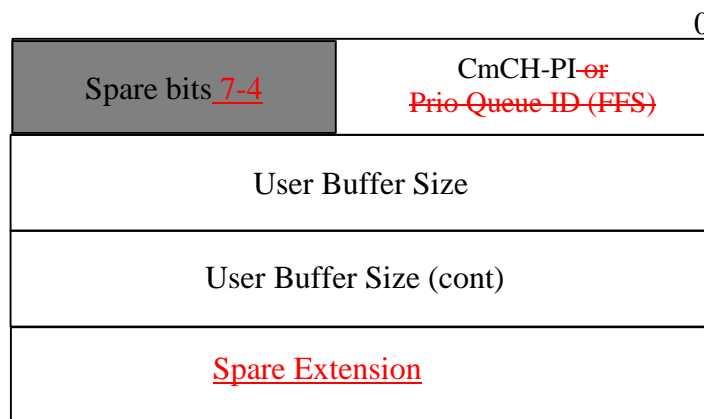 0
Spare bits 7-4
CmCH-PI or
Prio Queue ID (FFS)
User Buffer Size
User Buffer Size (cont)
Spare Extension